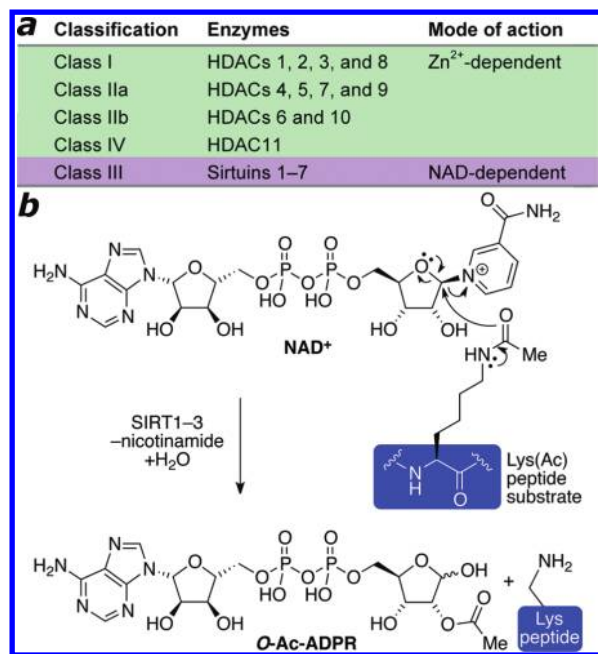 a Classification Enzymes Mode of action
Class I HDACs 1, 2, 3, and 8 Zn2+-dependent
Class IIa HDACs 4, 5, 7, and 9
Class IIb HDACs 6 and 10
Class IV HDAC11
Class III Sirtuins 1–7 NAD-dependent
b
O NH2
N N O O O N +
H2N N O O P O P O O
N N HO HO
HO OH HO OH O
NAD+
HN Me
SIRT1–3
–nicotinamide
+H2O
Lys(Ac)
peptide
substrate
N H O
N N O O O OH
H2N N O O P O P O O NH2
N N HO HO +
HO OH HO O O
Lys
peptide
O-Ac-ADPR Me